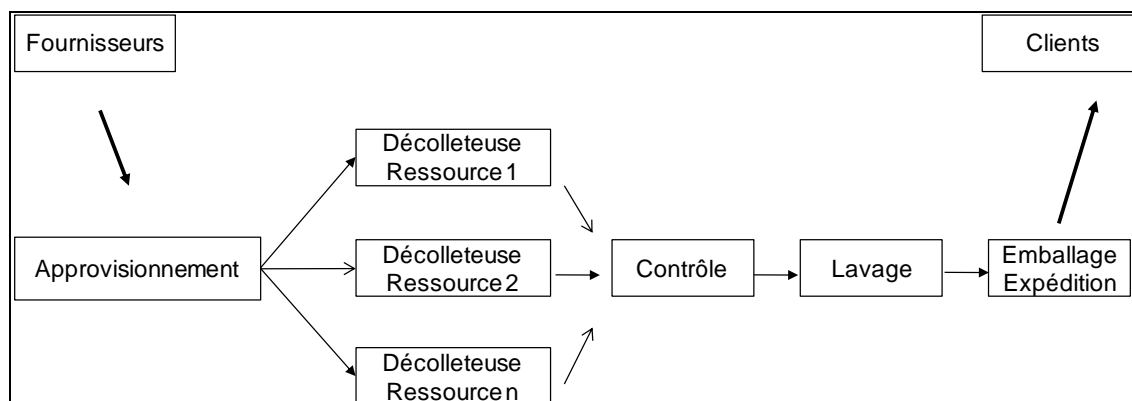 Fournisseurs
Clients
Décolleteuse
Ressource 1
Approvisionnement
Décolleteuse
Ressource 2
Contrôle
Lavage
Emballage
Expédition
Décolleteuse
Ressource n